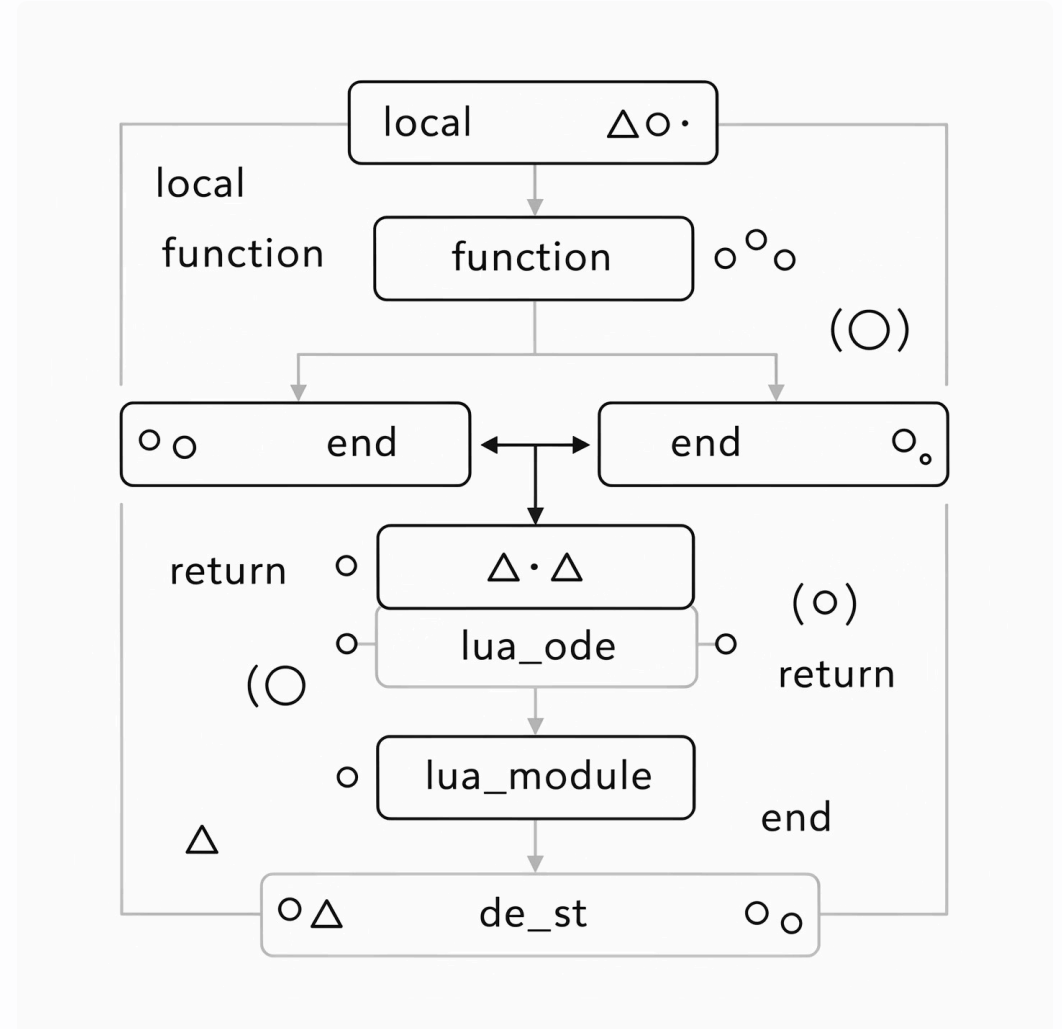 local
local
function
function
end
end
return
lua_ode
return
lua_module
end
de_st